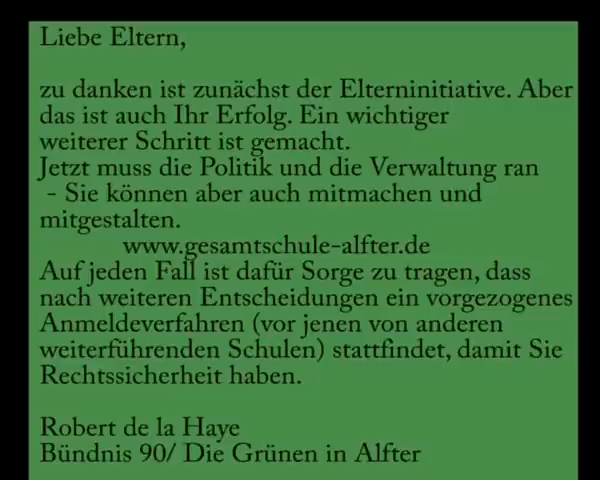 Liebe Eltern,
zu danken ist zunächst der Elterninitiative. Aber
das ist auch Ihr Erfolg. Ein wichtiger
weiterer Schritt ist gemacht.
Jetzt muss die Politik und die Verwaltung ran
- Sie können aber auch mitmachen und
mitgestalten.
www.gesamtschule-alfter.de
Auf jeden Fall ist dafür Sorge zu tragen, dass
nach weiteren Entscheidungen ein vorgezogenes
Anmeldeverfahren (vor jenen von anderen
weiterführenden Schulen) stattfindet, damit Sie
Rechtssicherheit haben.
Robert de la Haye
Bündnis 90/ Die Grünen in Alfter